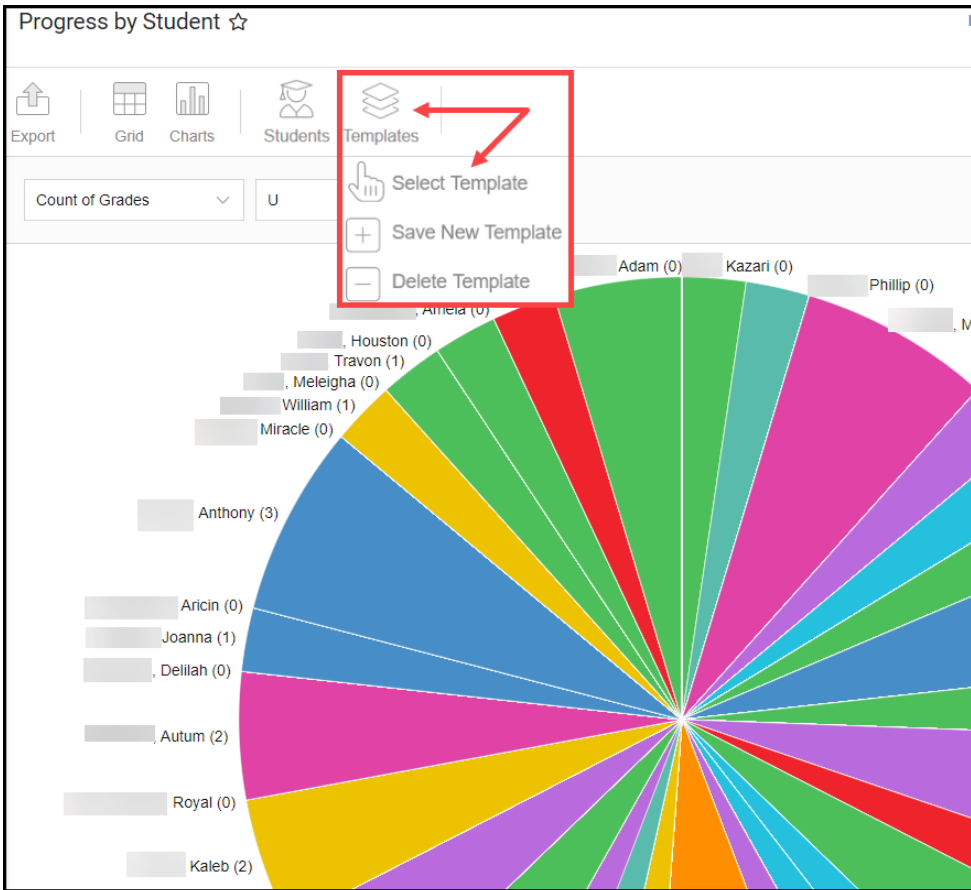 Progress by Student
Export
Grid
Charts
Students
Templates
Select Template
Save New Template
Delete Template
Count of Grades
U
Adam (0)
Kazari (0)
Phillip (0)
, M
, Amela (0)
, Houston (0)
Travon (1)
, Meleigha (0)
William (1)
Miracle (0)
Anthony (3)
Aricin (0)
Joanna (1)
, Delilah (0)
, Autum (2)
Royal (0)
Kaleb (2)